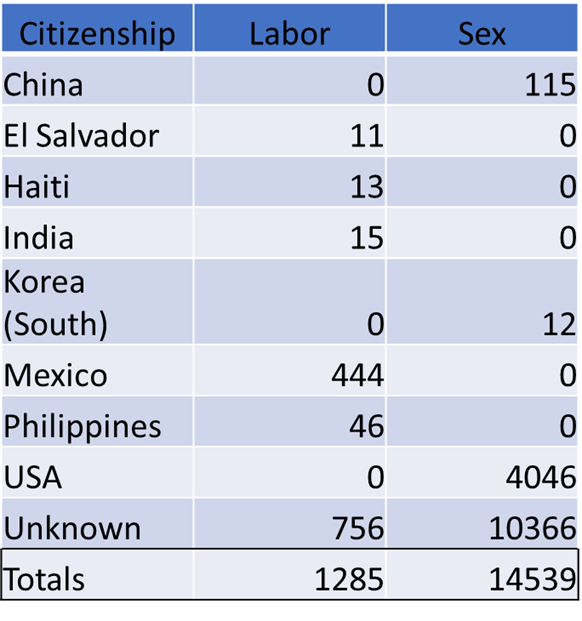 Citizenship Labor Sex
China 0 115
El Salvador 11 0
Haiti 13 0
India 15 0
Korea
(South) 0 12
Mexico 444 0
Philippines 46 0
USA 0 4046
Unknown 756 10366
Totals 1285 14539